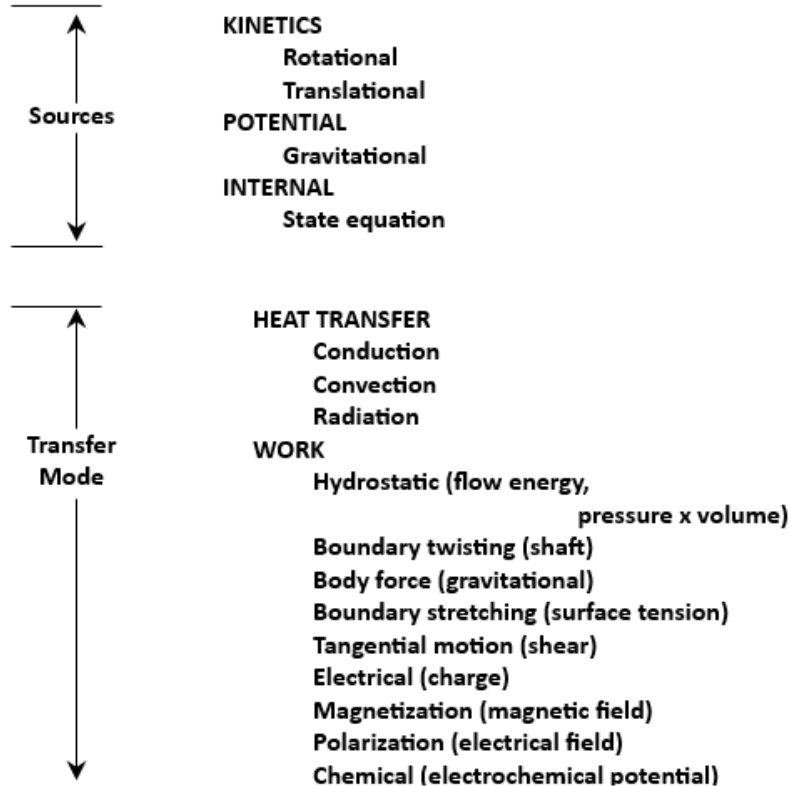 KINETICS
Rotational
Translational
Sources
POTENTIAL
Gravitational
INTERNAL
State equation
HEAT TRANSFER
Conduction
Convection
Radiation
Transfer
Mode
WORK
Hydrostatic (flow energy,
pressure x volume)
Boundary twisting (shaft)
Body force (gravitational)
Boundary stretching (surface tension)
Tangential motion (shear)
Electrical (charge)
Magnetization (magnetic field)
Polarization (electrical field)
Chemical (electrochemical potential)